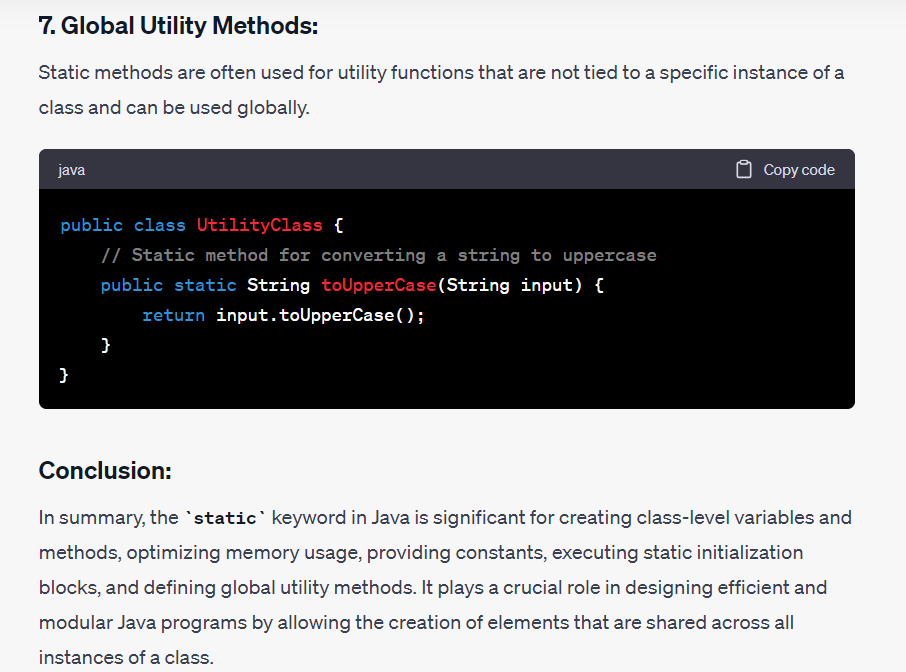 7. Global Utility Methods:
Static methods are often used for utility functions that are not tied to a specific instance of a
class and can be used globally.
java
Copy code
public class UtilityClass {
    // Static method for converting a string to uppercase
    public static String toUpperCase(String input) {
        return input.toUpperCase();
    }
}
Conclusion:
In summary, the `static` keyword in Java is significant for creating class-level variables and
methods, optimizing memory usage, providing constants, executing static initialization
blocks, and defining global utility methods. It plays a crucial role in designing efficient and
modular Java programs by allowing the creation of elements that are shared across all
instances of a class.